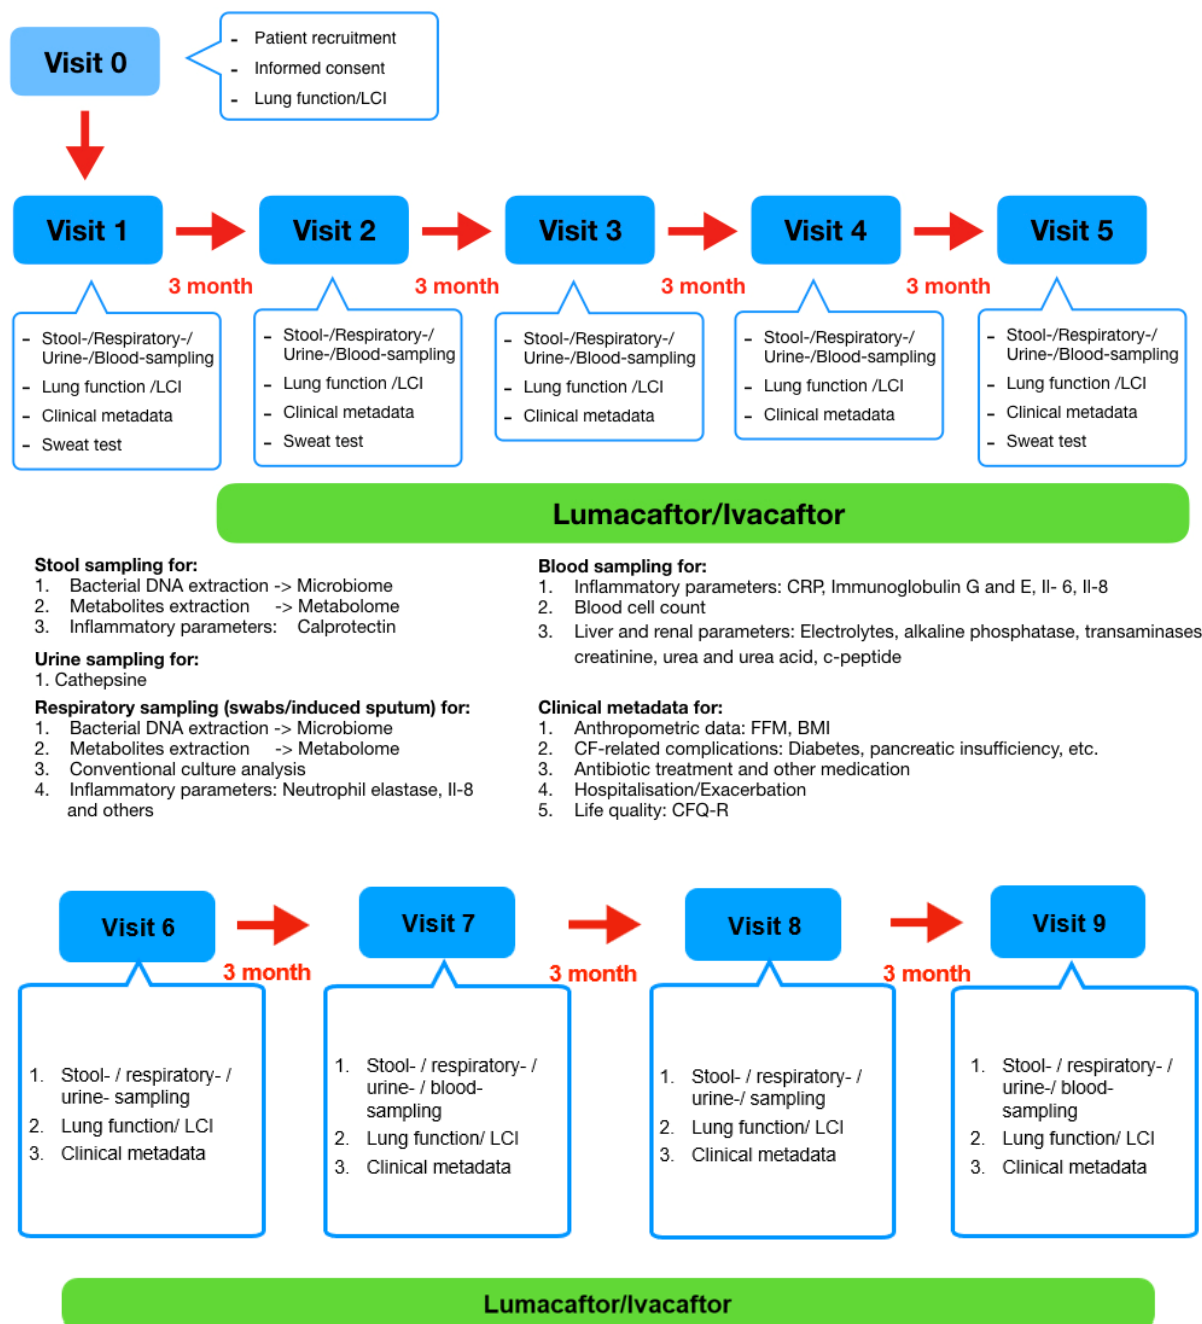 Visit 0
- Patient recruitment
- Informed consent
- Lung function/LCI
Visit 1
Visit 2
Visit 3
Visit 4
Visit 5
3 month
3 month
3 month
3 month
- Stool-/Respiratory-/
Urine-/Blood-sampling
- Lung function /LCI
- Clinical metadata
- Sweat test
- Stool-/Respiratory-/
Urine-/Blood-sampling
- Lung function /LCI
- Clinical metadata
- Sweat test
- Stool-/Respiratory-/
Urine-/Blood-sampling
- Lung function /LCI
- Clinical metadata
- Stool-/Respiratory-/
Urine-/Blood-sampling
- Lung function /LCI
- Clinical metadata
- Stool-/Respiratory-/
Urine-/Blood-sampling
- Lung function /LCI
- Clinical metadata
- Sweat test
Lumacaftor/Ivacaftor
Stool sampling for:
1. Bacterial DNA extraction -> Microbiome
2. Metabolites extraction -> Metabolome
3. Inflammatory parameters: Calprotectin
Urine sampling for:
1. Cathepsine
Respiratory sampling (swabs/induced sputum) for:
1. Bacterial DNA extraction -> Microbiome
2. Metabolites extraction -> Metabolome
3. Conventional culture analysis
4. Inflammatory parameters: Neutrophil elastase, Il-8
and others
Blood sampling for:
1. Inflammatory parameters: CRP, Immunoglobulin G and E, Il- 6, Il-8
2. Blood cell count
3. Liver and renal parameters: Electrolytes, alkaline phosphatase, transaminases
creatinine, urea and urea acid, c-peptide
Clinical metadata for:
1. Anthropometric data: FFM, BMI
2. CF-related complications: Diabetes, pancreatic insufficiency, etc.
3. Antibiotic treatment and other medication
4. Hospitalisation/Exacerbation
5. Life quality: CFQ-R
Visit 6
Visit 7
Visit 8
Visit 9
3 month
3 month
3 month
1. Stool- / respiratory- /
urine- sampling
2. Lung function/ LCI
3. Clinical metadata
1. Stool- / respiratory- /
urine- / blood-
sampling
2. Lung function/ LCI
3. Clinical metadata
1. Stool- / respiratory- /
urine-/ sampling
2. Lung function/ LCI
3. Clinical metadata
1. Stool- / respiratory- /
urine-/ blood-
sampling
2. Lung function/ LCI
3. Clinical metadata
Lumacaftor/Ivacaftor